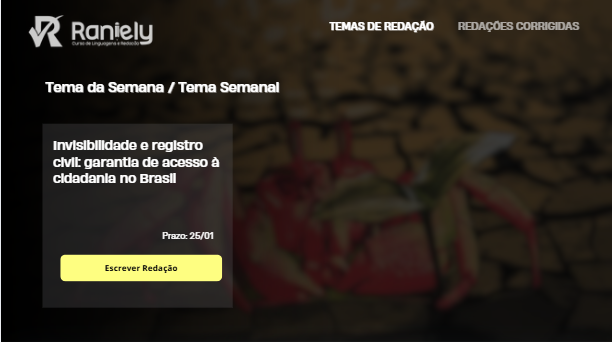 Raniely
Curso de Linguagens e Redação
TEMAS DE REDAÇÃO
REDAÇÕES CORRIGIDAS
Tema da Semana / Tema Semanal
Invisibilidade e registro
civil: garantia de acesso à
cidadania no Brasil
Prazo: 25/01
Escrever Redação